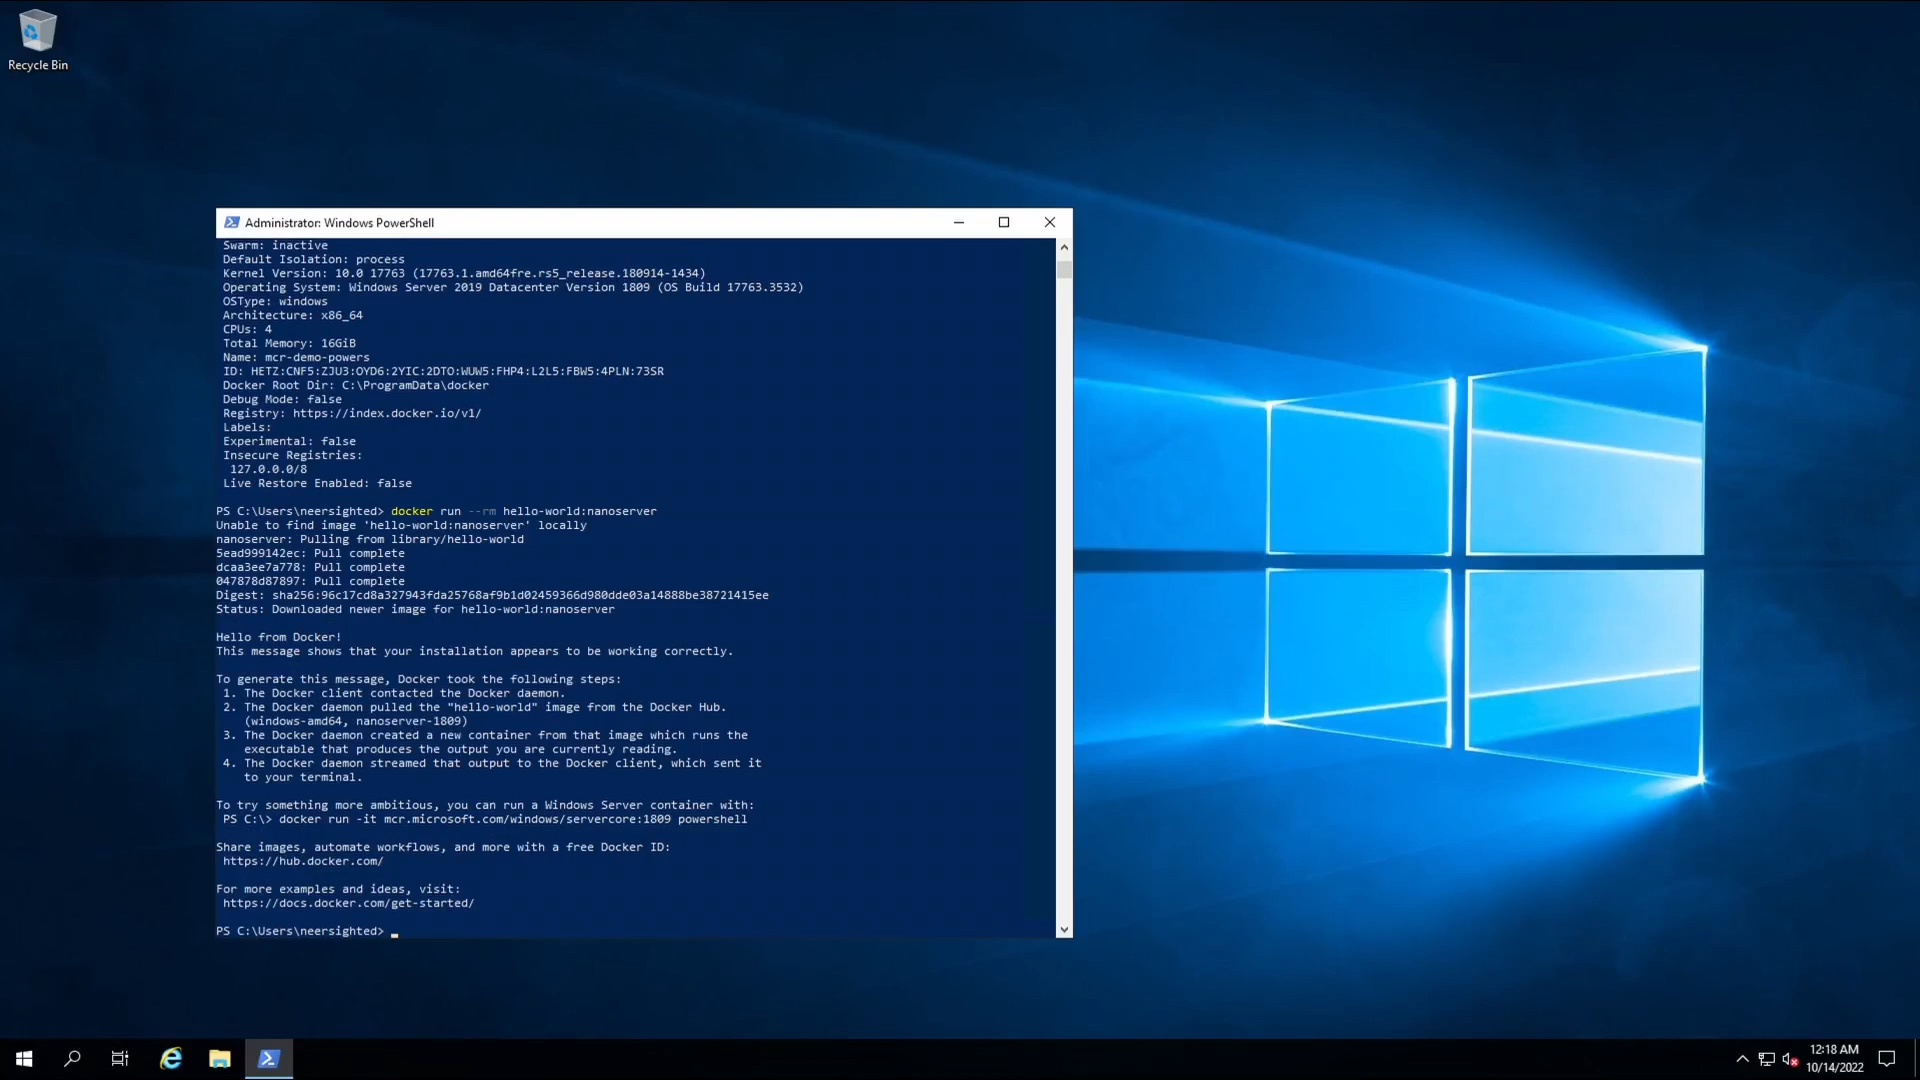 Recycle Bin
Administrator: Windows PowerShell
Swarm: inactive
Default Isolation: process
Kernel Version: 10.0 17763 (17763.1.amd64fre.rs5_release.180914-1434)
Operating System: Windows Server 2019 Datacenter Version 1809 (OS Build 17763.3532)
OSType: windows
Architecture: x86_64
CPUs: 4
Total Memory: 16GiB
Name: mcr-demo-powers
ID: HETZ:CNF5:ZJU3:OYD6:2YIC:2DTO:WUW5:FHP4:L2L5:FBW5:4PLN:73SR
Docker Root Dir: C:\ProgramData\docker
Debug Mode: false
Registry: https://index.docker.io/v1/
Labels:
Experimental: false
Insecure Registries:
127.0.0.0/8
Live Restore Enabled: false
PS C:\Users\neersighted> docker run --rm hello-world:nanoserver
Unable to find image 'hello-world:nanoserver' locally
nanoserver: Pulling from library/hello-world
5ead999142ec: Pull complete
dcaa3ee7a778: Pull complete
047878d87897: Pull complete
Digest: sha256:96c17cd8a327943fda25768af9b1d02459366d980dde03a14888be38721415ee
Status: Downloaded newer image for hello-world:nanoserver
Hello from Docker!
This message shows that your installation appears to be working correctly.
To generate this message, Docker took the following steps:
1. The Docker client contacted the Docker daemon.
2. The Docker daemon pulled the "hello-world" image from the Docker Hub.
(windows-amd64, nanoserver-1809)
3. The Docker daemon created a new container from that image which runs the
executable that produces the output you are currently reading.
4. The Docker daemon streamed that output to the Docker client, which sent it
to your terminal.
To try something more ambitious, you can run a Windows Server container with:
PS C:\> docker run -it mcr.microsoft.com/windows/servercore:1809 powershell
Share images, automate workflows, and more with a free Docker ID:
https://hub.docker.com/
For more examples and ideas, visit:
https://docs.docker.com/get-started/
PS C:\Users\neersighted>
12:18 AM
10/14/2022